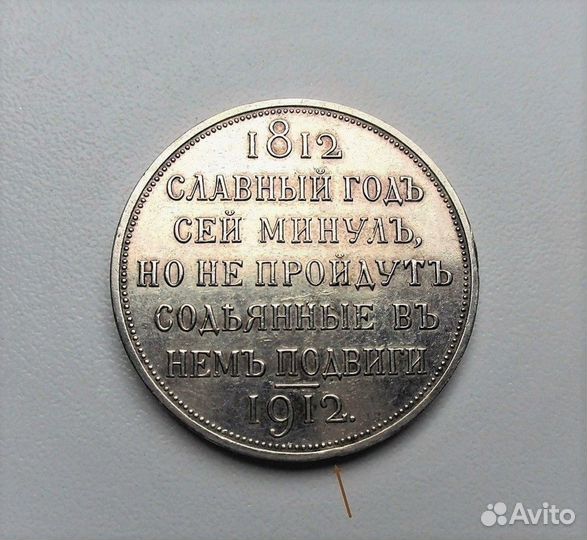 1812
СЛАВНЫЙ ГОДЪ
СЕЙ МИНУЛЪ,
НО НЕ ПРОЙДУТЪ
СОДѢЯННЫЕ ВЪ
НЕМЪ ПОДВИГИ
1912.
Avito